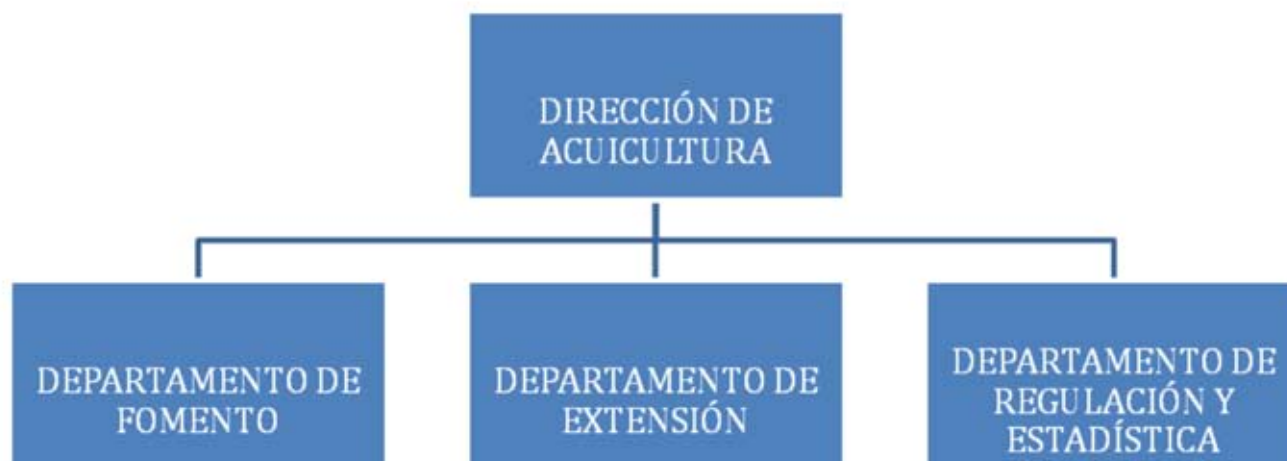 DIRECCIÓN DE
ACUICULTURA
DEPARTAMENTO DE
FOMENTO
DEPARTAMENTO DE
EXTENSIÓN
DEPARTAMENTO DE
REGULACIÓN Y
ESTADÍSTICA